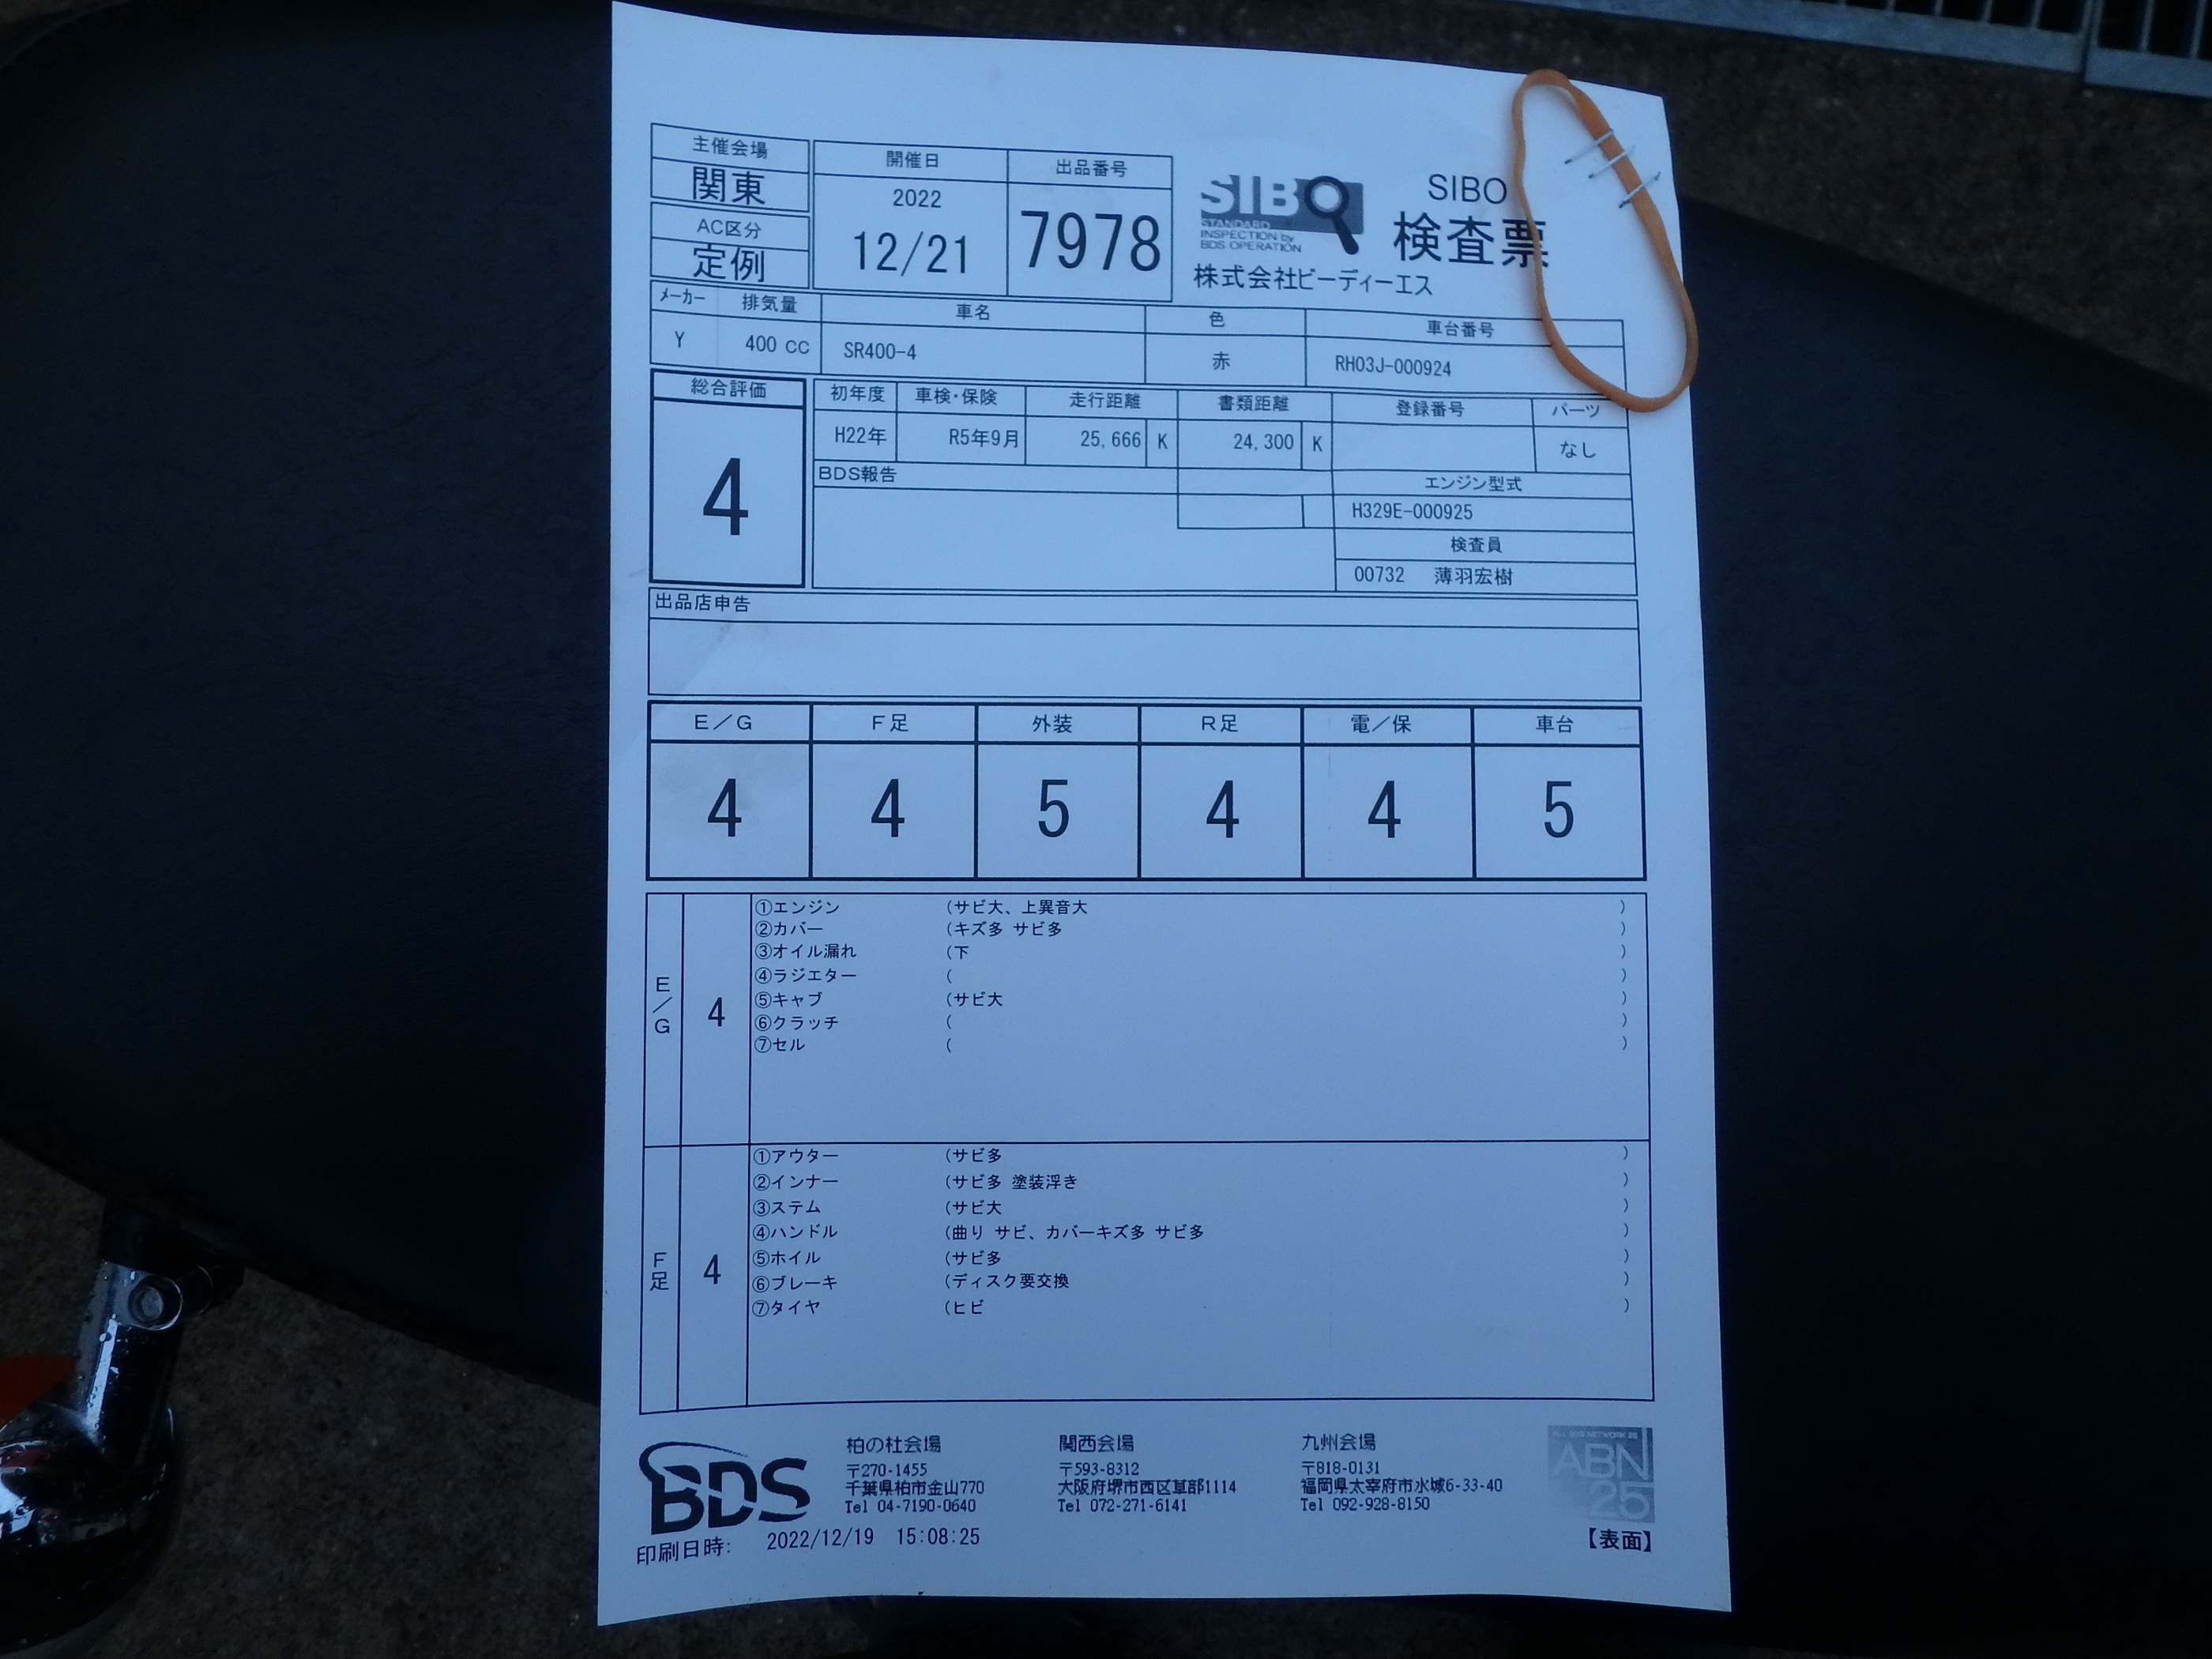 主催会場
関東
AC区分
定例
開催日
2022
12/21
出品番号
7978
SIBO
STANDARD
INSPECTION by
BDS OPERATION
SIBO
検査票
株式会社ビーディーエス
メーカー 排気量 車名 色 車台番号
Y 400 CC SR400-4 赤 RH03J-000924
総合評価
4
初年度 車検・保険 走行距離 書類距離 登録番号 パーツ
H22年 R5年9月 25,666 K 24,300 K なし
BDS報告
エンジン型式
H329E-000925
検査員
00732 薄羽宏樹
出品店申告
E/G F足 外装 R足 電/保 車台
4 4 5 4 4 5
E/G
4
①エンジン (サビ大、上異音大 )
②カバー (キズ多 サビ多 )
③オイル漏れ (下 )
④ラジエター ( )
⑤キャブ (サビ大 )
⑥クラッチ ( )
⑦セル ( )
F足
4
①アウター (サビ多 )
②インナー (サビ多 塗装浮き )
③ステム (サビ大 )
④ハンドル (曲り サビ、カバーキズ多 サビ多 )
⑤ホイル (サビ多 )
⑥ブレーキ (ディスク要交換 )
⑦タイヤ (ヒビ )
BDS
柏の杜会場
〒270-1455
千葉県柏市金山770
Tel 04-7190-0640
関西会場
〒593-8312
大阪府堺市西区草部1114
Tel 072-271-6141
九州会場
〒818-0131
福岡県太宰府市水城6-33-40
Tel 092-928-8150
ALL BDS NETWORK 25
ABN
25
印刷日時: 2022/12/19 15:08:25
【表面】